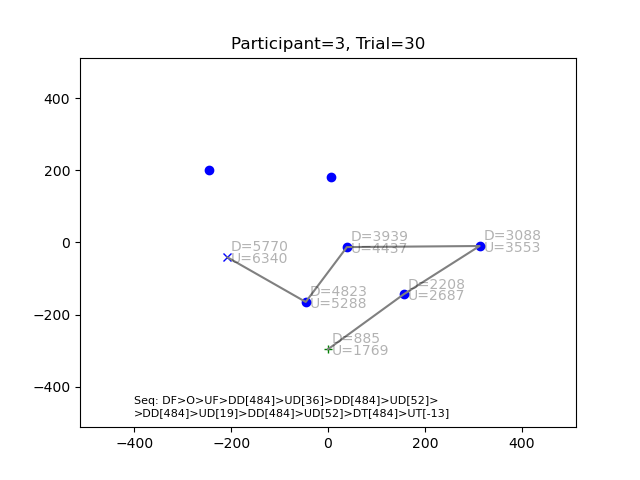 Participant=3, Trial=30
400
200
0
−200
−400
D=3939
U=4437
D=3088
U=3553
D=5770
U=6340
D=4823
U=5288
D=2208
U=2687
D=885
U=1769
Seq: DF>O>UF>DD[484]>UD[36]>DD[484]>UD[52]>
>DD[484]>UD[19]>DD[484]>UD[52]>DT[484]>UT[-13]
−400 −200 0 200 400